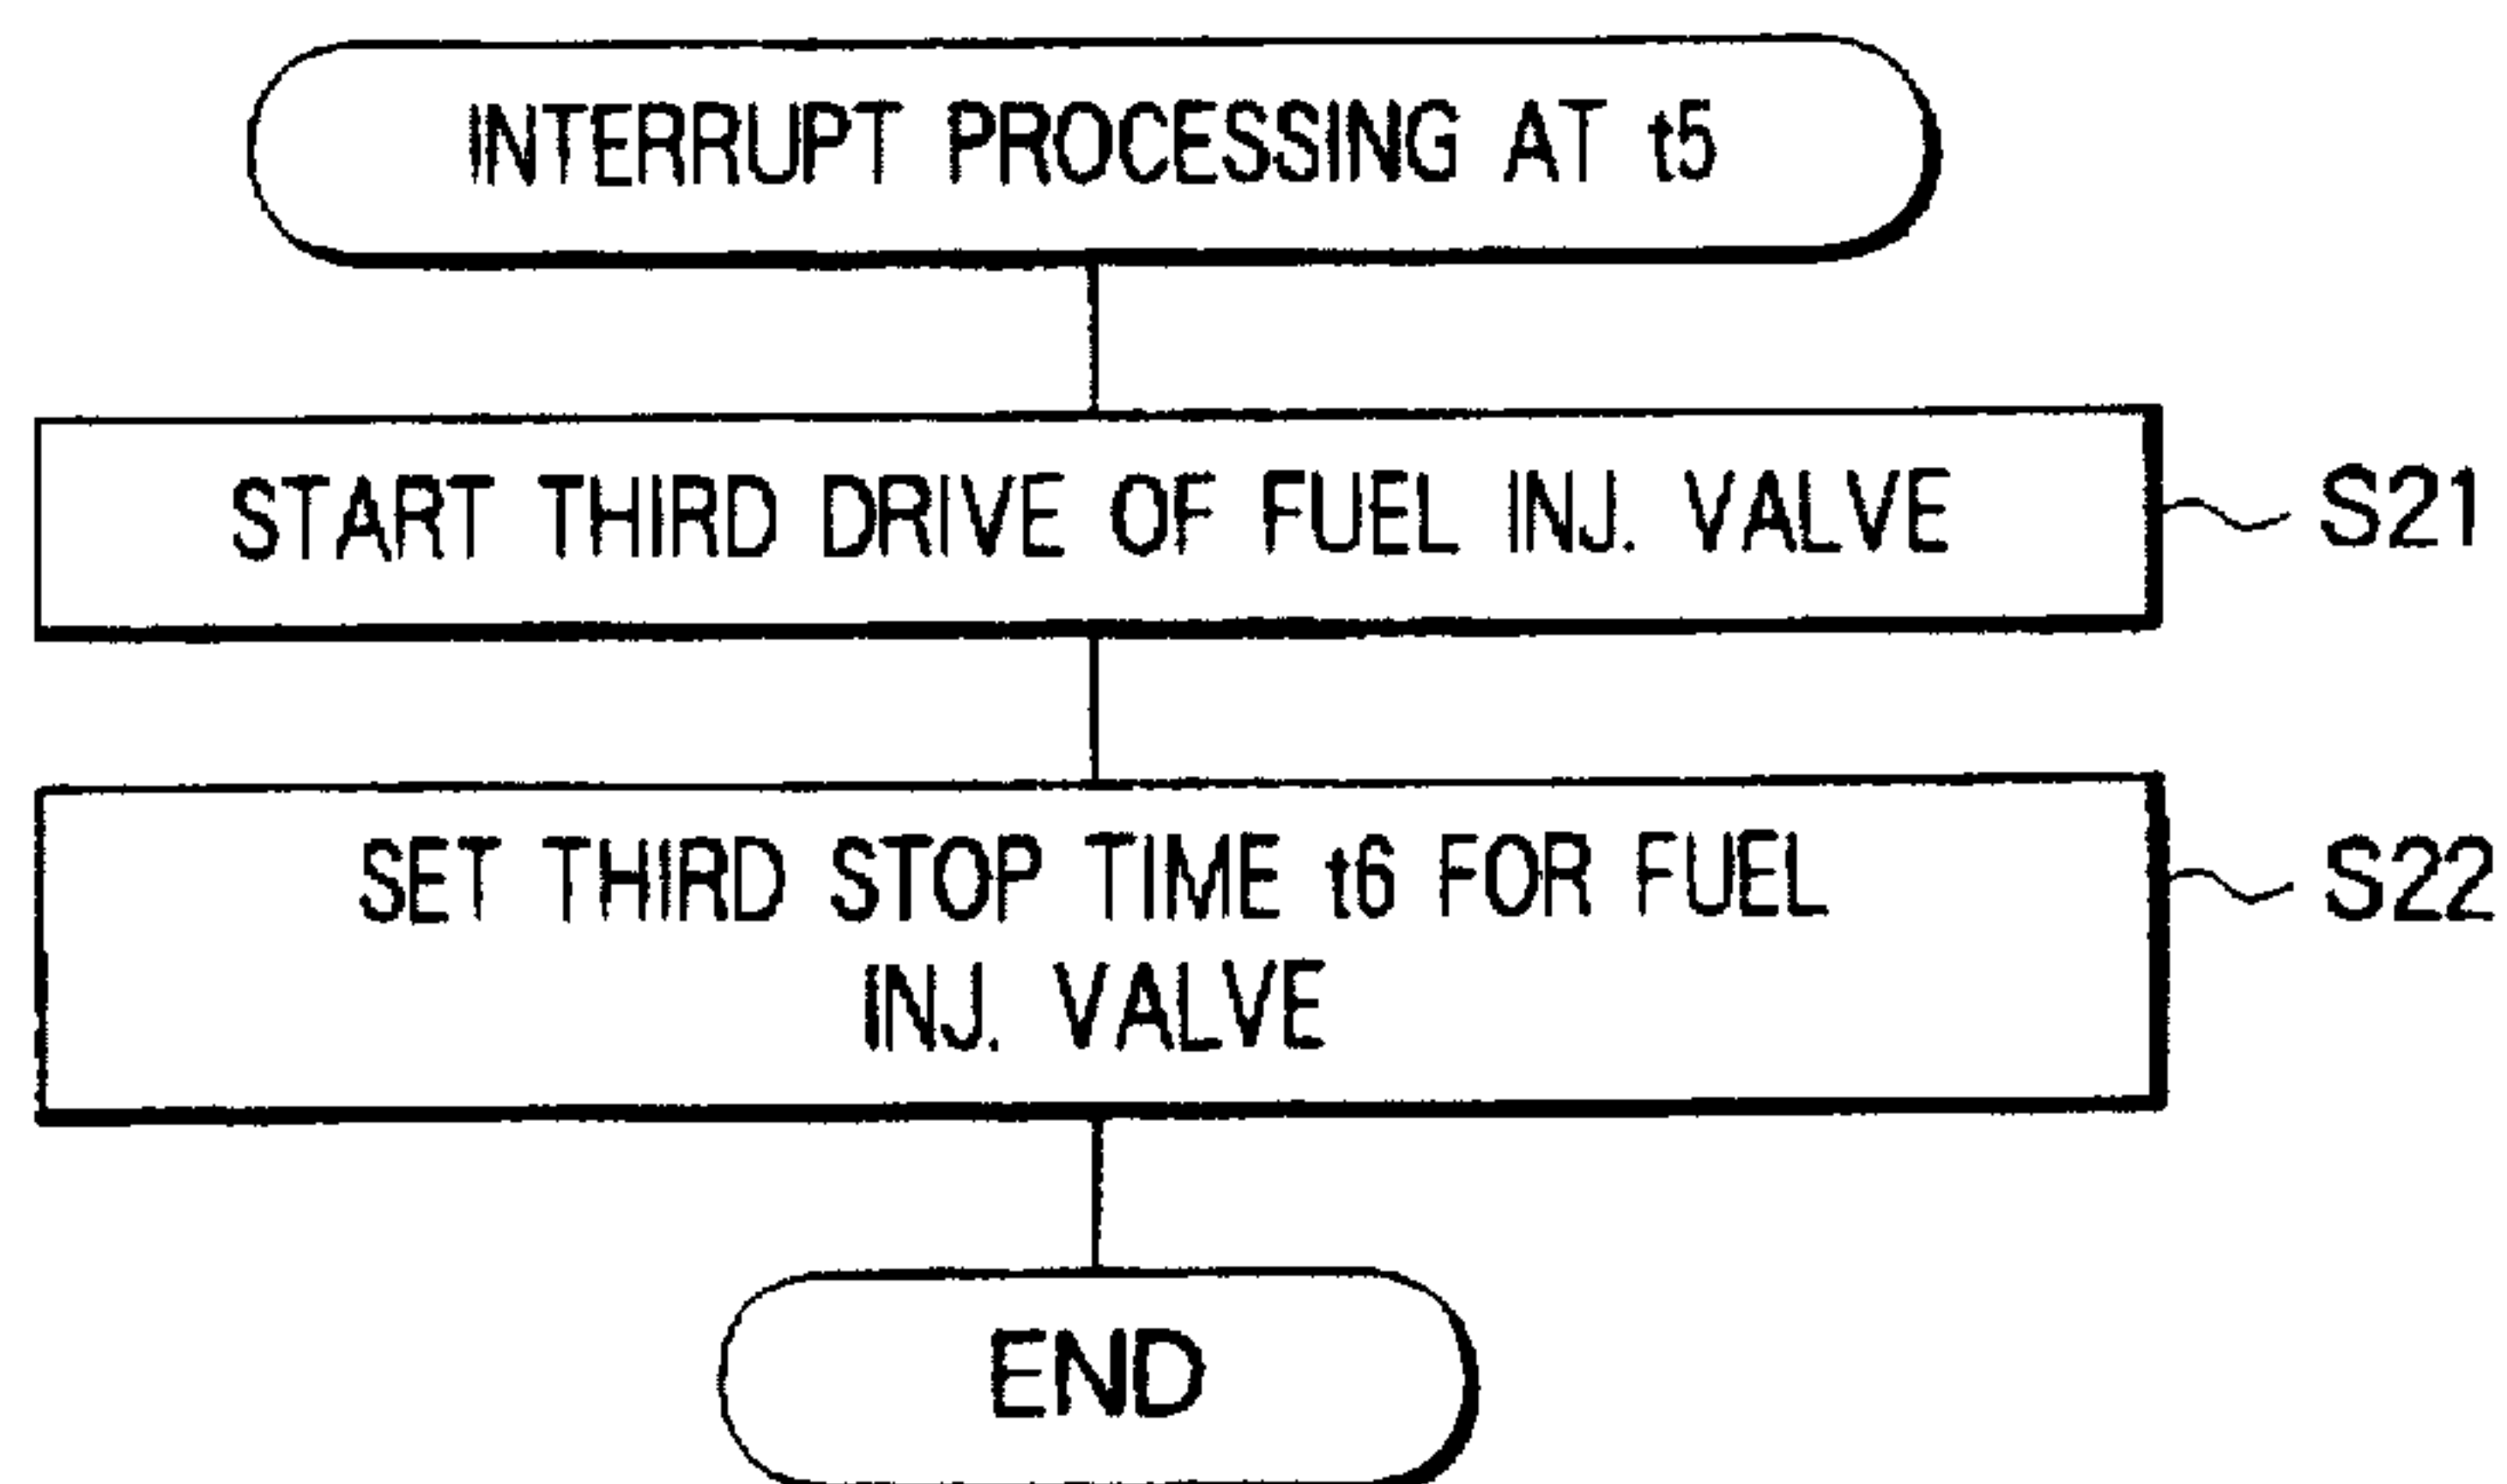 INTERRUPT PROCESSING AT t5
START THIRD DRIVE OF FUEL INJ. VALVE
S21
SET THIRD STOP TIME t6 FOR FUEL
INJ. VALVE
S22
END